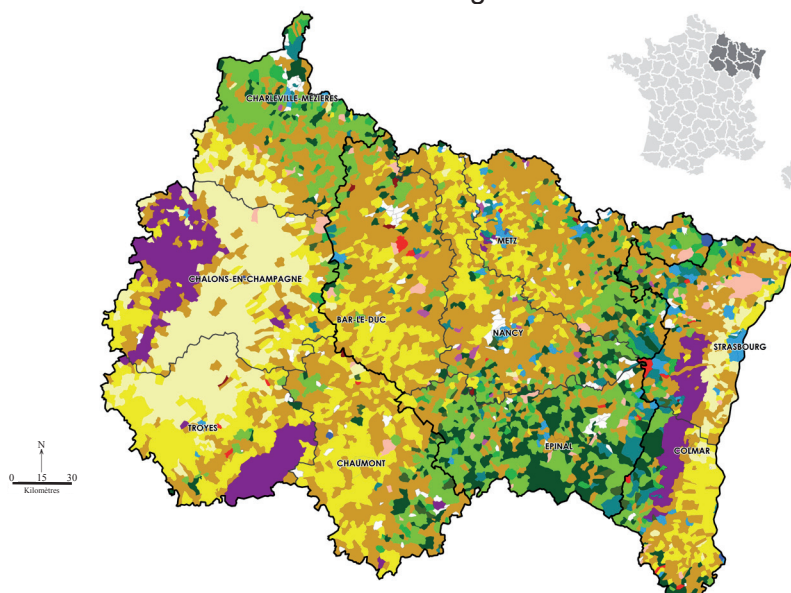 CHARLEVILLE-MÉZIÈRES
METZ
CHALONS-EN-CHAMPAGNE
BAR-LE-DUC
NANCY
STRASBOURG
TROYES
EPINAL
COLMAR
CHAUMONT
N
0 15 30
Kilomètres